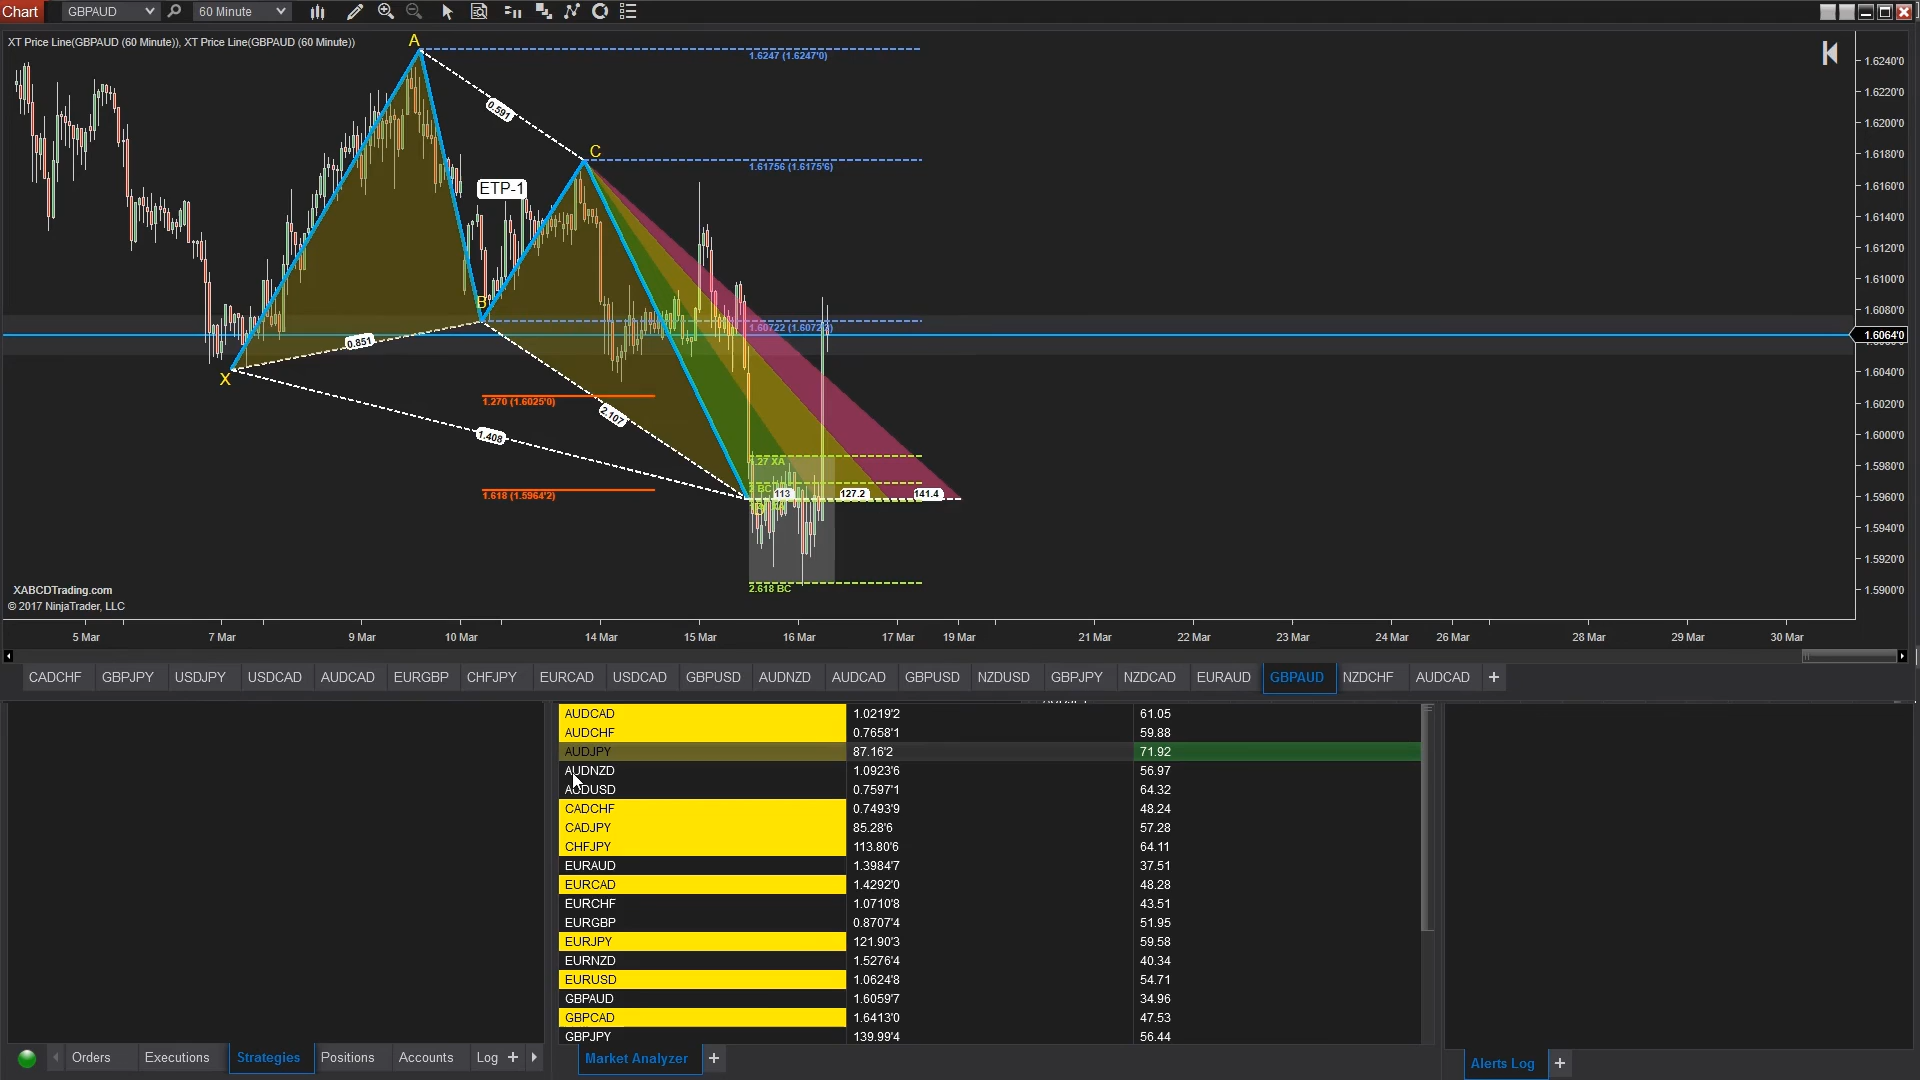 Chart GBPAUD 60 Minute
XT Price Line(GBPAUD (60 Minute)), XT Price Line(GBPAUD (60 Minute))
A
1.6247 (1.6247'0)
0.591
C
1.61756 (1.6175'6)
ETP-1
B
1.60722 (1.6072'2)
0.851
X
1.270 (1.6025'0)
2.107
1.408
1.27 XA
2 BC
113
127.2
141.4
1.618 (1.5964'2)
2.618 BC
1.6240'0
1.6220'0
1.6200'0
1.6180'0
1.6160'0
1.6140'0
1.6120'0
1.6100'0
1.6080'0
1.6064'0
1.6040'0
1.6020'0
1.6000'0
1.5980'0
1.5960'0
1.5940'0
1.5920'0
1.5900'0
XABCDTrading.com
© 2017 NinjaTrader, LLC
5 Mar 7 Mar 9 Mar 10 Mar 14 Mar 15 Mar 16 Mar 17 Mar 19 Mar 21 Mar 22 Mar 23 Mar 24 Mar 26 Mar 28 Mar 29 Mar 30 Mar
CADCHF GBPJPY USDJPY USDCAD AUDCAD EURGBP CHFJPY EURCAD USDCAD GBPUSD AUDNZD AUDCAD GBPUSD NZDUSD GBPJPY NZDCAD EURAUD GBPAUD NZDCHF AUDCAD +
AUDCAD 1.0219'2 61.05
AUDCHF 0.7658'1 59.88
AUDJPY 87.16'2 71.92
AUDNZD 1.0923'6 56.97
AUDUSD 0.7597'1 64.32
CADCHF 0.7493'9 48.24
CADJPY 85.28'6 57.28
CHFJPY 113.80'6 64.11
EURAUD 1.3984'7 37.51
EURCAD 1.4292'0 48.28
EURCHF 1.0710'8 43.51
EURGBP 0.8707'4 51.95
EURJPY 121.90'3 59.58
EURNZD 1.5276'4 40.34
EURUSD 1.0624'8 54.71
GBPAUD 1.6059'7 34.96
GBPCAD 1.6413'0 47.53
GBPJPY 139.99'4 56.44
Orders Executions Strategies Positions Accounts Log +
Market Analyzer +
Alerts Log +